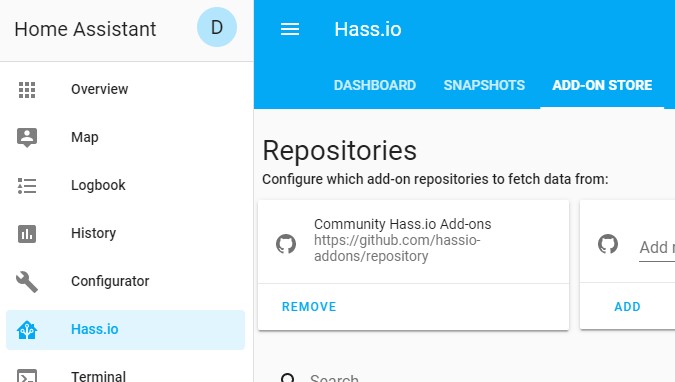 Home Assistant
D
Overview
Map
Logbook
History
Configurator
Hass.io
Terminal
Hass.io
DASHBOARD SNAPSHOTS ADD-ON STORE
Repositories
Configure which add-on repositories to fetch data from:
Community Hass.io Add-ons
https://github.com/hassio-
addons/repository
REMOVE
Add
ADD
Search